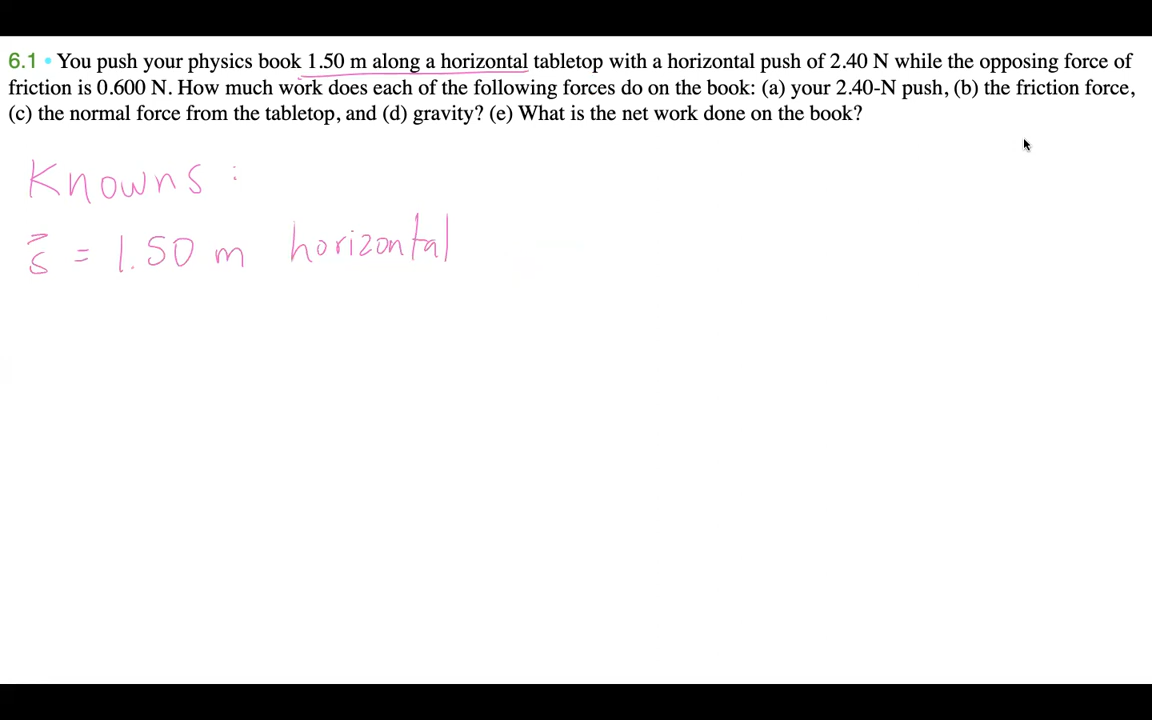 6.1 • You push your physics book 1.50 m along a horizontal tabletop with a horizontal push of 2.40 N while the opposing force of
friction is 0.600 N. How much work does each of the following forces do on the book: (a) your 2.40-N push, (b) the friction force,
(c) the normal force from the tabletop, and (d) gravity? (e) What is the net work done on the book?
Knowns :
s⃗ = 1.50 m horizontal